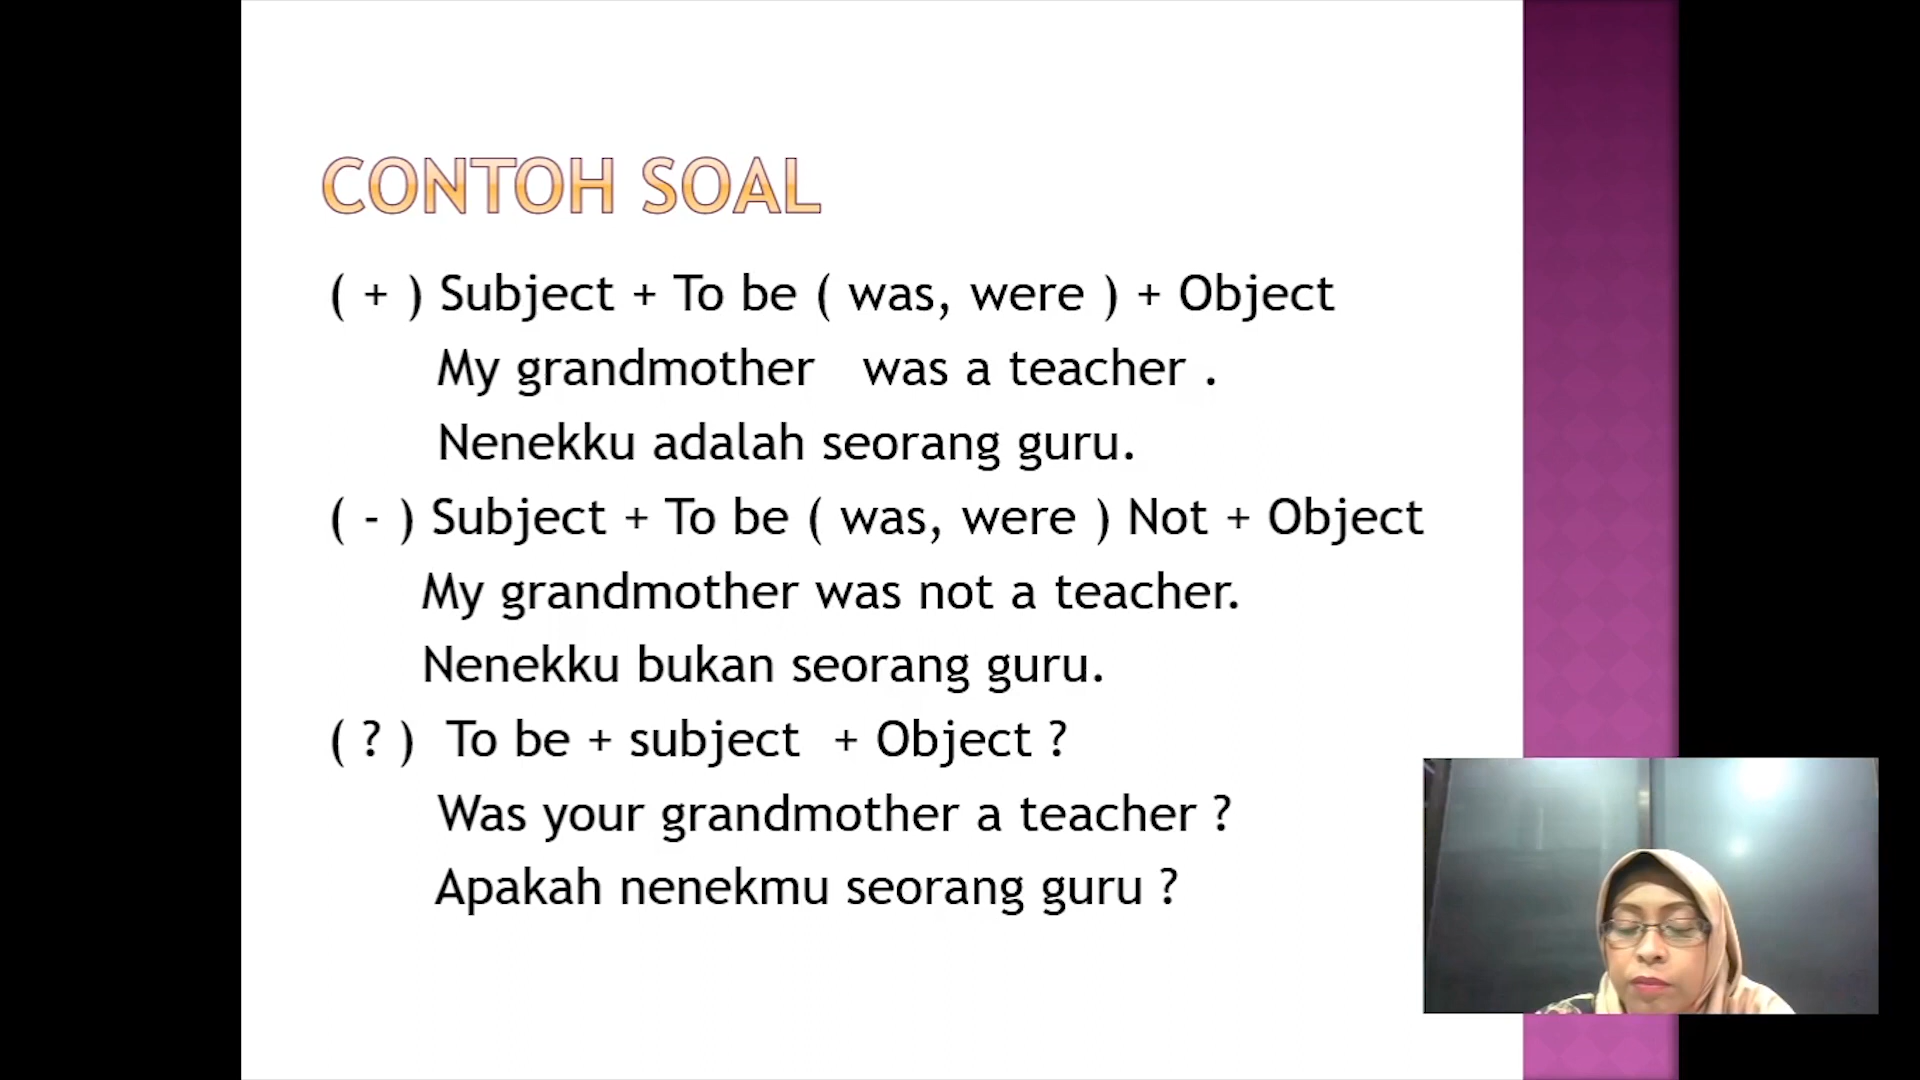 CONTOH SOAL
( + ) Subject + To be ( was, were ) + Object
My grandmother was a teacher .
Nenekku adalah seorang guru.
( - ) Subject + To be ( was, were ) Not + Object
My grandmother was not a teacher.
Nenekku bukan seorang guru.
( ? ) To be + subject + Object ?
Was your grandmother a teacher ?
Apakah nenekmu seorang guru ?